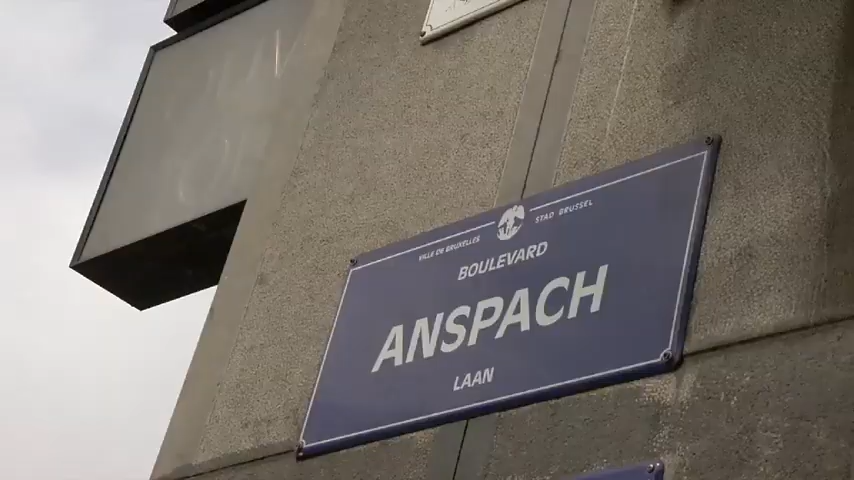 VILLE DE BRUXELLES STAD BRUSSEL
BOULEVARD
ANSPACH
LAAN